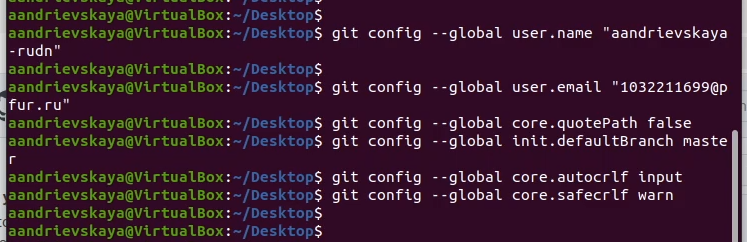 aandrievskaya@VirtualBox:~/Desktop$
aandrievskaya@VirtualBox:~/Desktop$ git config --global user.name "aandrievskaya
-rudn"
aandrievskaya@VirtualBox:~/Desktop$
aandrievskaya@VirtualBox:~/Desktop$ git config --global user.email "1032211699@p
fur.ru"
aandrievskaya@VirtualBox:~/Desktop$ git config --global core.quotePath false
aandrievskaya@VirtualBox:~/Desktop$ git config --global init.defaultBranch maste
r
aandrievskaya@VirtualBox:~/Desktop$ git config --global core.autocrlf input
aandrievskaya@VirtualBox:~/Desktop$ git config --global core.safecrlf warn
aandrievskaya@VirtualBox:~/Desktop$
aandrievskaya@VirtualBox:~/Desktop$